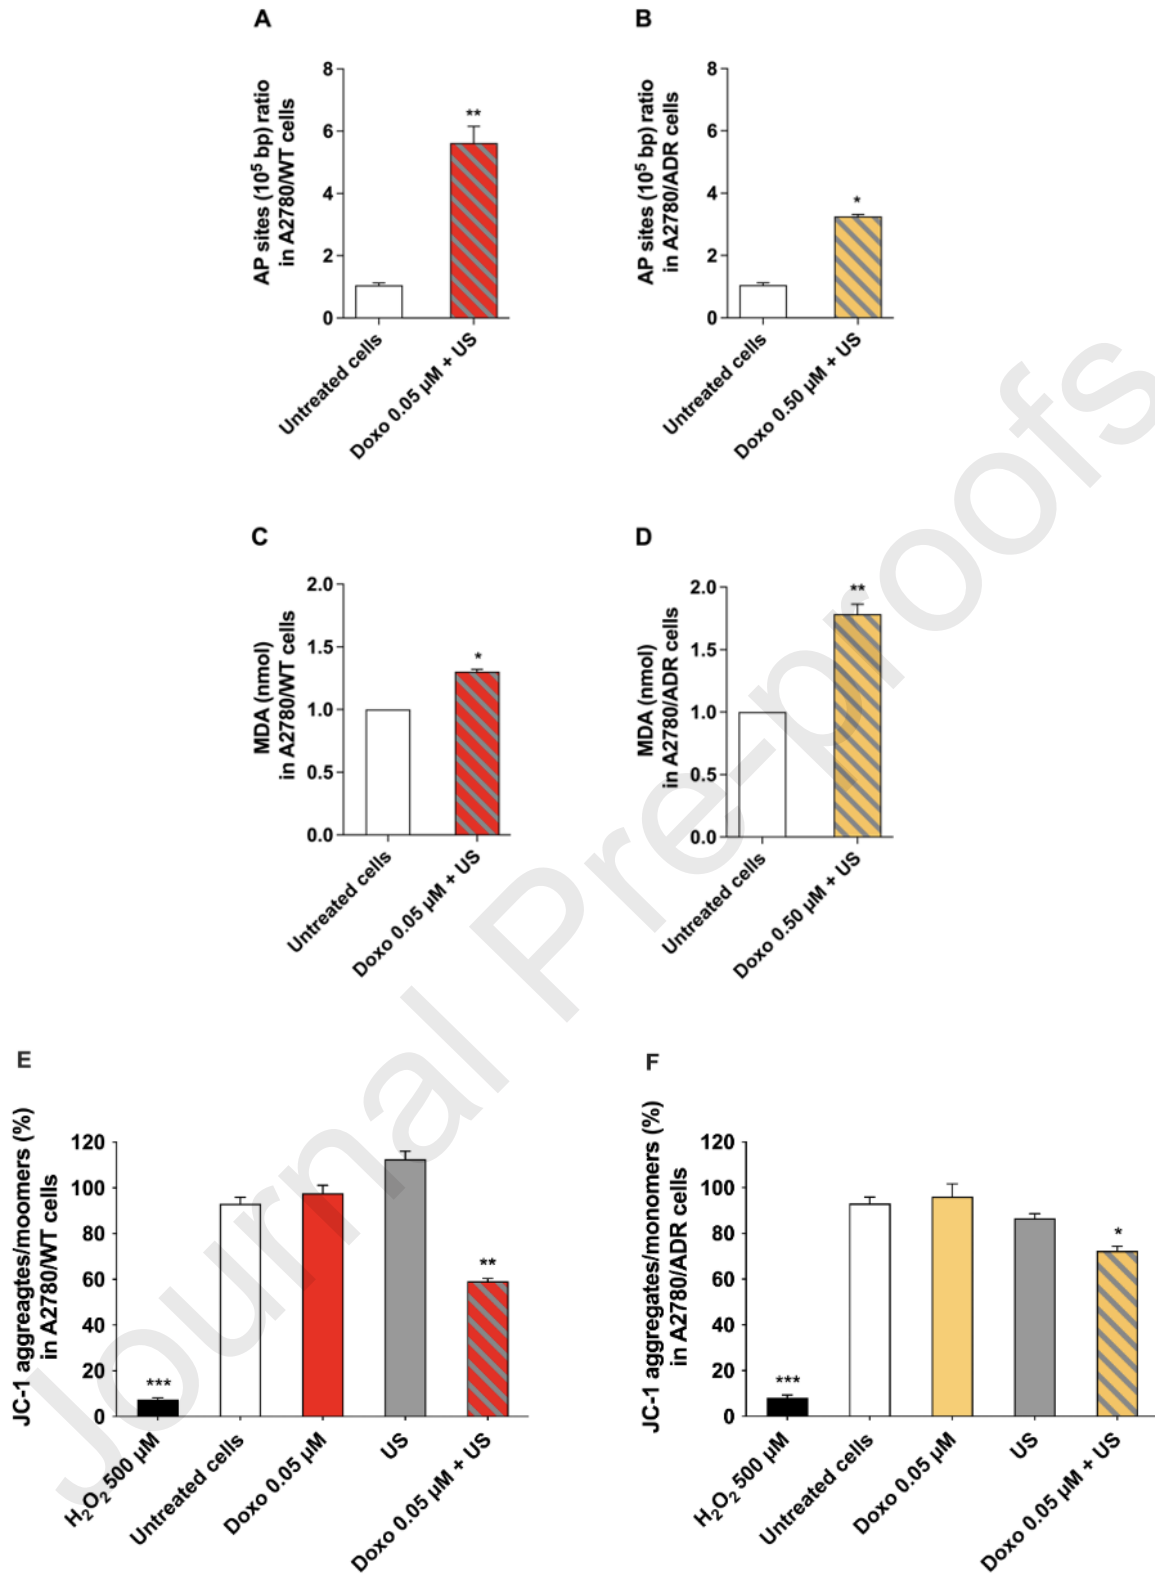 A
AP sites (10⁵ bp) ratio
in A2780/WT cells
8
6
4
2
0
**
Untreated cells
Doxo 0.05 µM + US
B
AP sites (10⁵ bp) ratio
in A2780/ADR cells
8
6
4
2
0
*
Untreated cells
Doxo 0.50 µM + US
C
MDA (nmol)
in A2780/WT cells
2.0
1.5
1.0
0.5
0.0
*
Untreated cells
Doxo 0.05 µM + US
D
MDA (nmol)
in A2780/ADR cells
2.0
1.5
1.0
0.5
0.0
**
Untreated cells
Doxo 0.50 µM + US
E
JC-1 aggreagtes/moomers (%)
in A2780/WT cells
120
100
80
60
40
20
0
***
**
H₂O₂ 500 µM
Untreated cells
Doxo 0.05 µM
US
Doxo 0.05 µM + US
F
JC-1 aggregates/monomers (%)
in A2780/ADR cells
120
100
80
60
40
20
0
***
*
H₂O₂ 500 µM
Untreated cells
Doxo 0.05 µM
US
Doxo 0.05 µM + US
Journal Pre-proofs